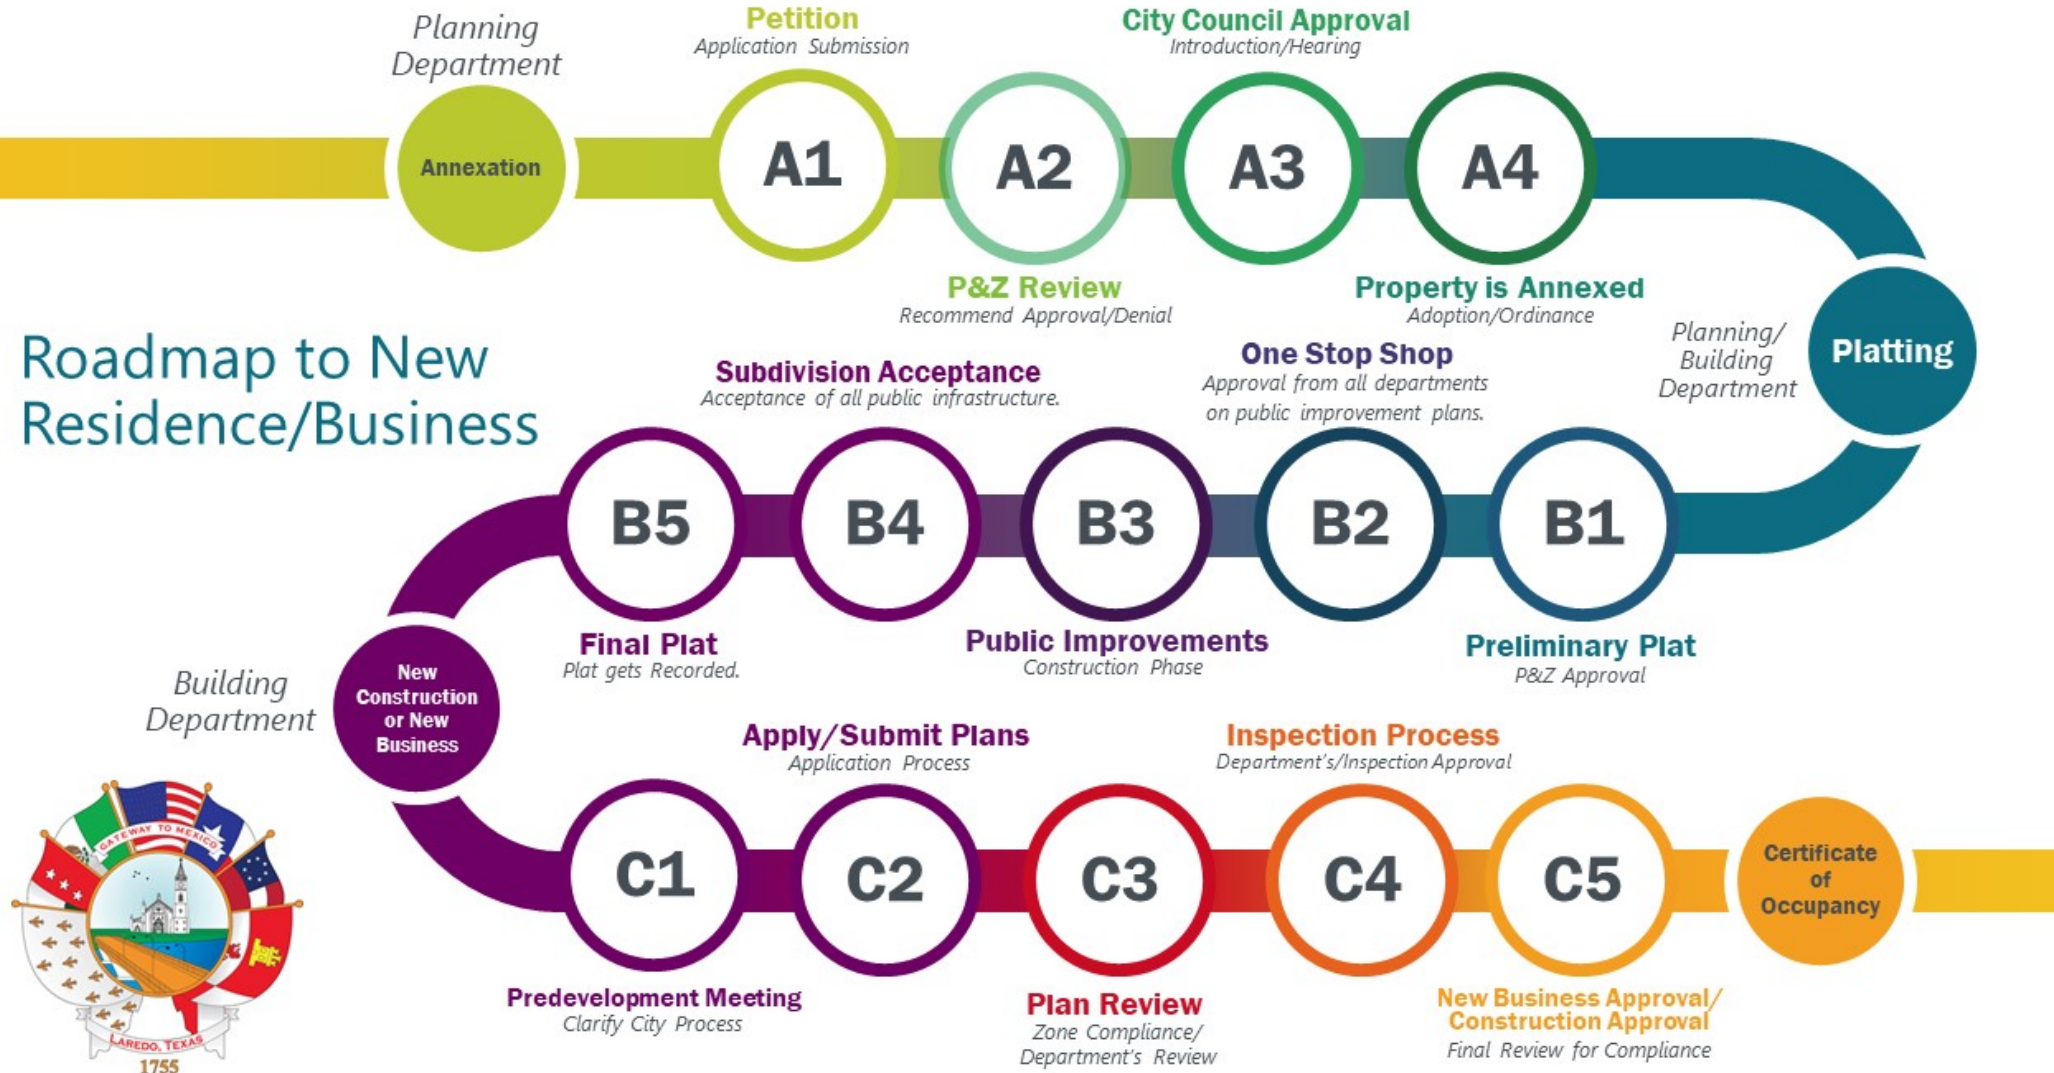 Planning
Department
Annexation
Petition
Application Submission
A1
A2
P&Z Review
Recommend Approval/Denial
City Council Approval
Introduction/Hearing
A3
A4
Property is Annexed
Adoption/Ordinance
Roadmap to New
Residence/Business
Planning/
Building
Department
Platting
B1
Preliminary Plat
P&Z Approval
One Stop Shop
Approval from all departments
on public improvement plans.
B2
B3
Public Improvements
Construction Phase
Subdivision Acceptance
Acceptance of all public infrastructure.
B4
B5
Final Plat
Plat gets Recorded.
Building
Department
New
Construction
or New
Business
C1
Predevelopment Meeting
Clarify City Process
Apply/Submit Plans
Application Process
C2
C3
Plan Review
Zone Compliance/
Department's Review
Inspection Process
Department's/Inspection Approval
C4
C5
New Business Approval/
Construction Approval
Final Review for Compliance
Certificate
of
Occupancy
GATEWAY TO MEXICO
LAREDO, TEXAS
1755